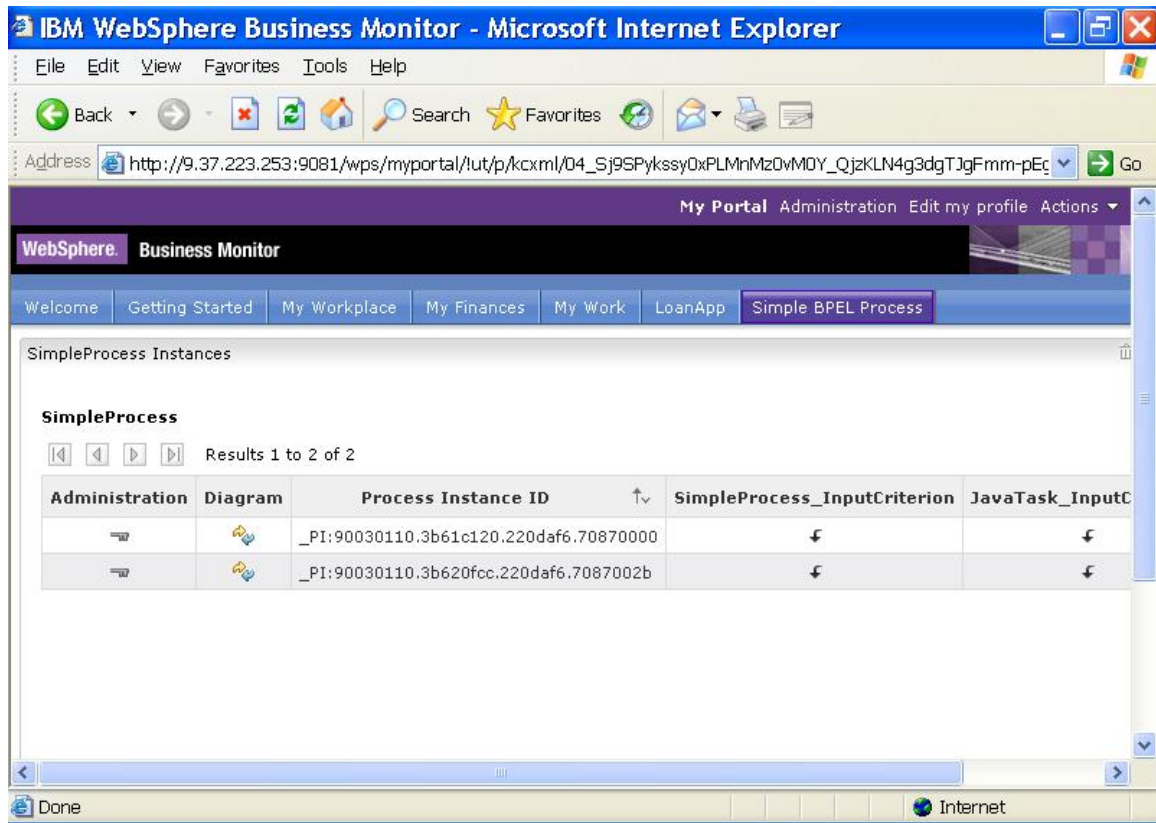 IBM WebSphere Business Monitor - Microsoft Internet Explorer
File Edit View Favorites Tools Help
Back Search Favorites
Address http://9.37.223.253:9081/wps/myportal/!ut/p/kcxml/04_Sj9SPykssy0xPLMnMz0vM0Y_QjzKLN4g3dgTJgFmm-pEc Go
My Portal Administration Edit my profile Actions
WebSphere. Business Monitor
Welcome Getting Started My Workplace My Finances My Work LoanApp Simple BPEL Process
SimpleProcess Instances
SimpleProcess
Results 1 to 2 of 2
Administration Diagram Process Instance ID SimpleProcess_InputCriterion JavaTask_InputC
_PI:90030110.3b61c120.220daf6.70870000
_PI:90030110.3b620fcc.220daf6.7087002b
Done Internet